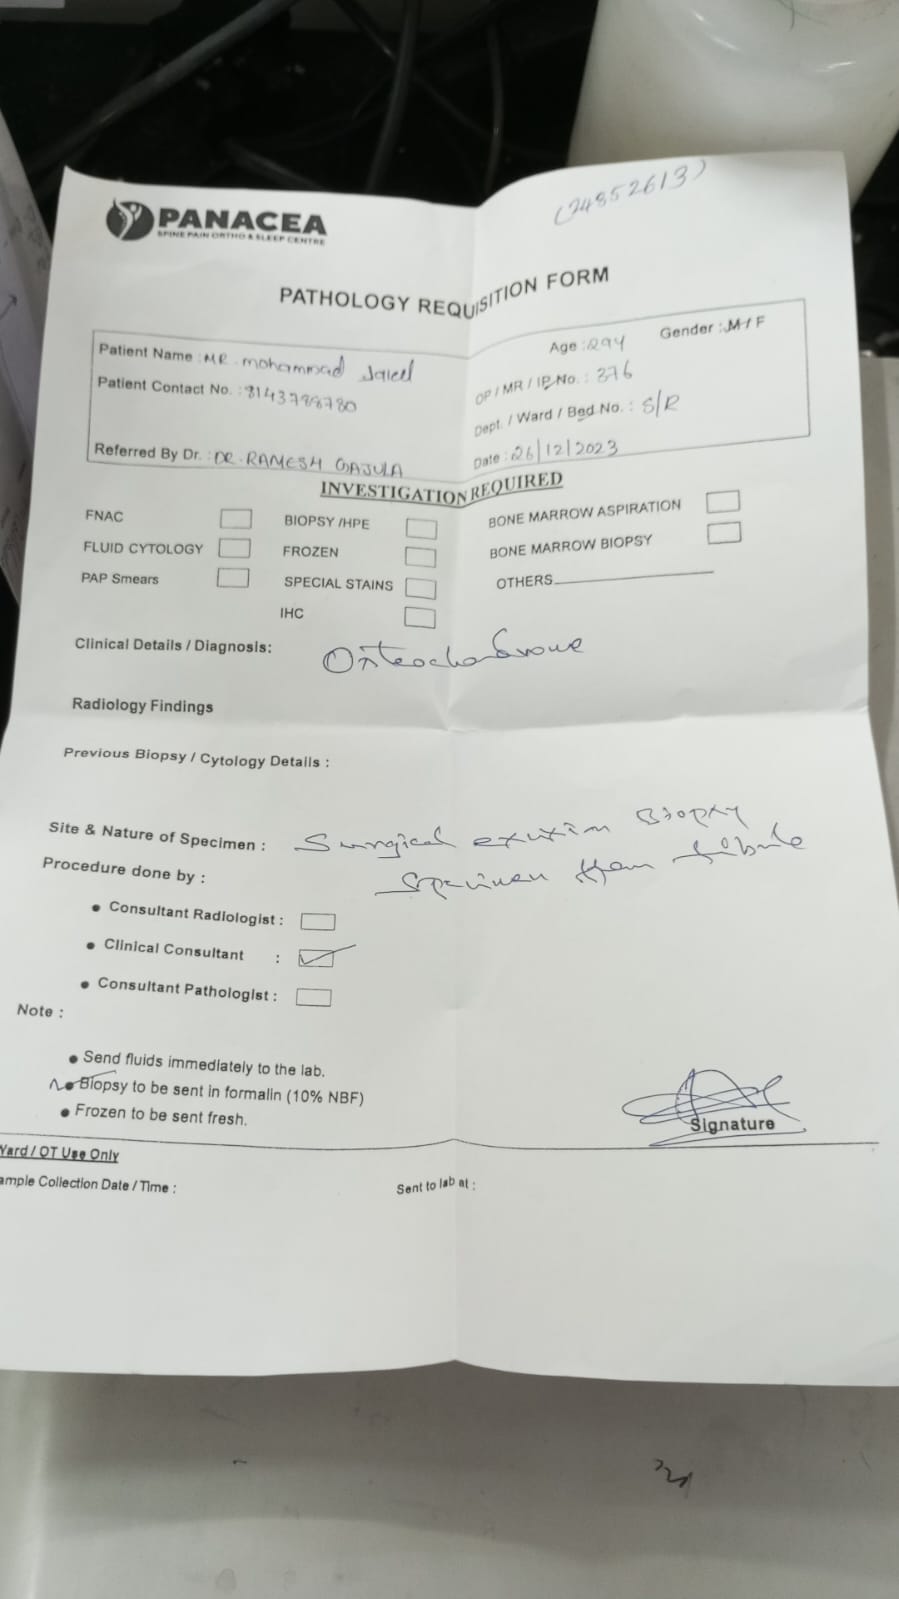 (24852613)
PANACEA
SPINE PAIN ORTHO & SLEEP CENTRE
PATHOLOGY REQUISITION FORM
Patient Name : MR. mohammad Jaleel
Age : 29Y Gender : M / F
Patient Contact No. : 8143788780
OP / MR / IP No. : 376
Dept. / Ward / Bed No. : S/R
Referred By Dr. : DR. RAMESH GAJULA
Date : 26/12/2023
INVESTIGATION REQUIRED
FNAC BIOPSY /HPE BONE MARROW ASPIRATION
FLUID CYTOLOGY FROZEN BONE MARROW BIOPSY
PAP Smears SPECIAL STAINS OTHERS
IHC
Clinical Details / Diagnosis:
Radiology Findings
Previous Biopsy / Cytology Details :
Site & Nature of Specimen : Surgical Biopsy
Specimen
Procedure done by :
• Consultant Radiologist :
• Clinical Consultant :
• Consultant Pathologist :
Note :
• Send fluids immediately to the lab.
• Biopsy to be sent in formalin (10% NBF)
• Frozen to be sent fresh.
Signature
Ward / OT Use Only
ample Collection Date / Time :
Sent to lab at :